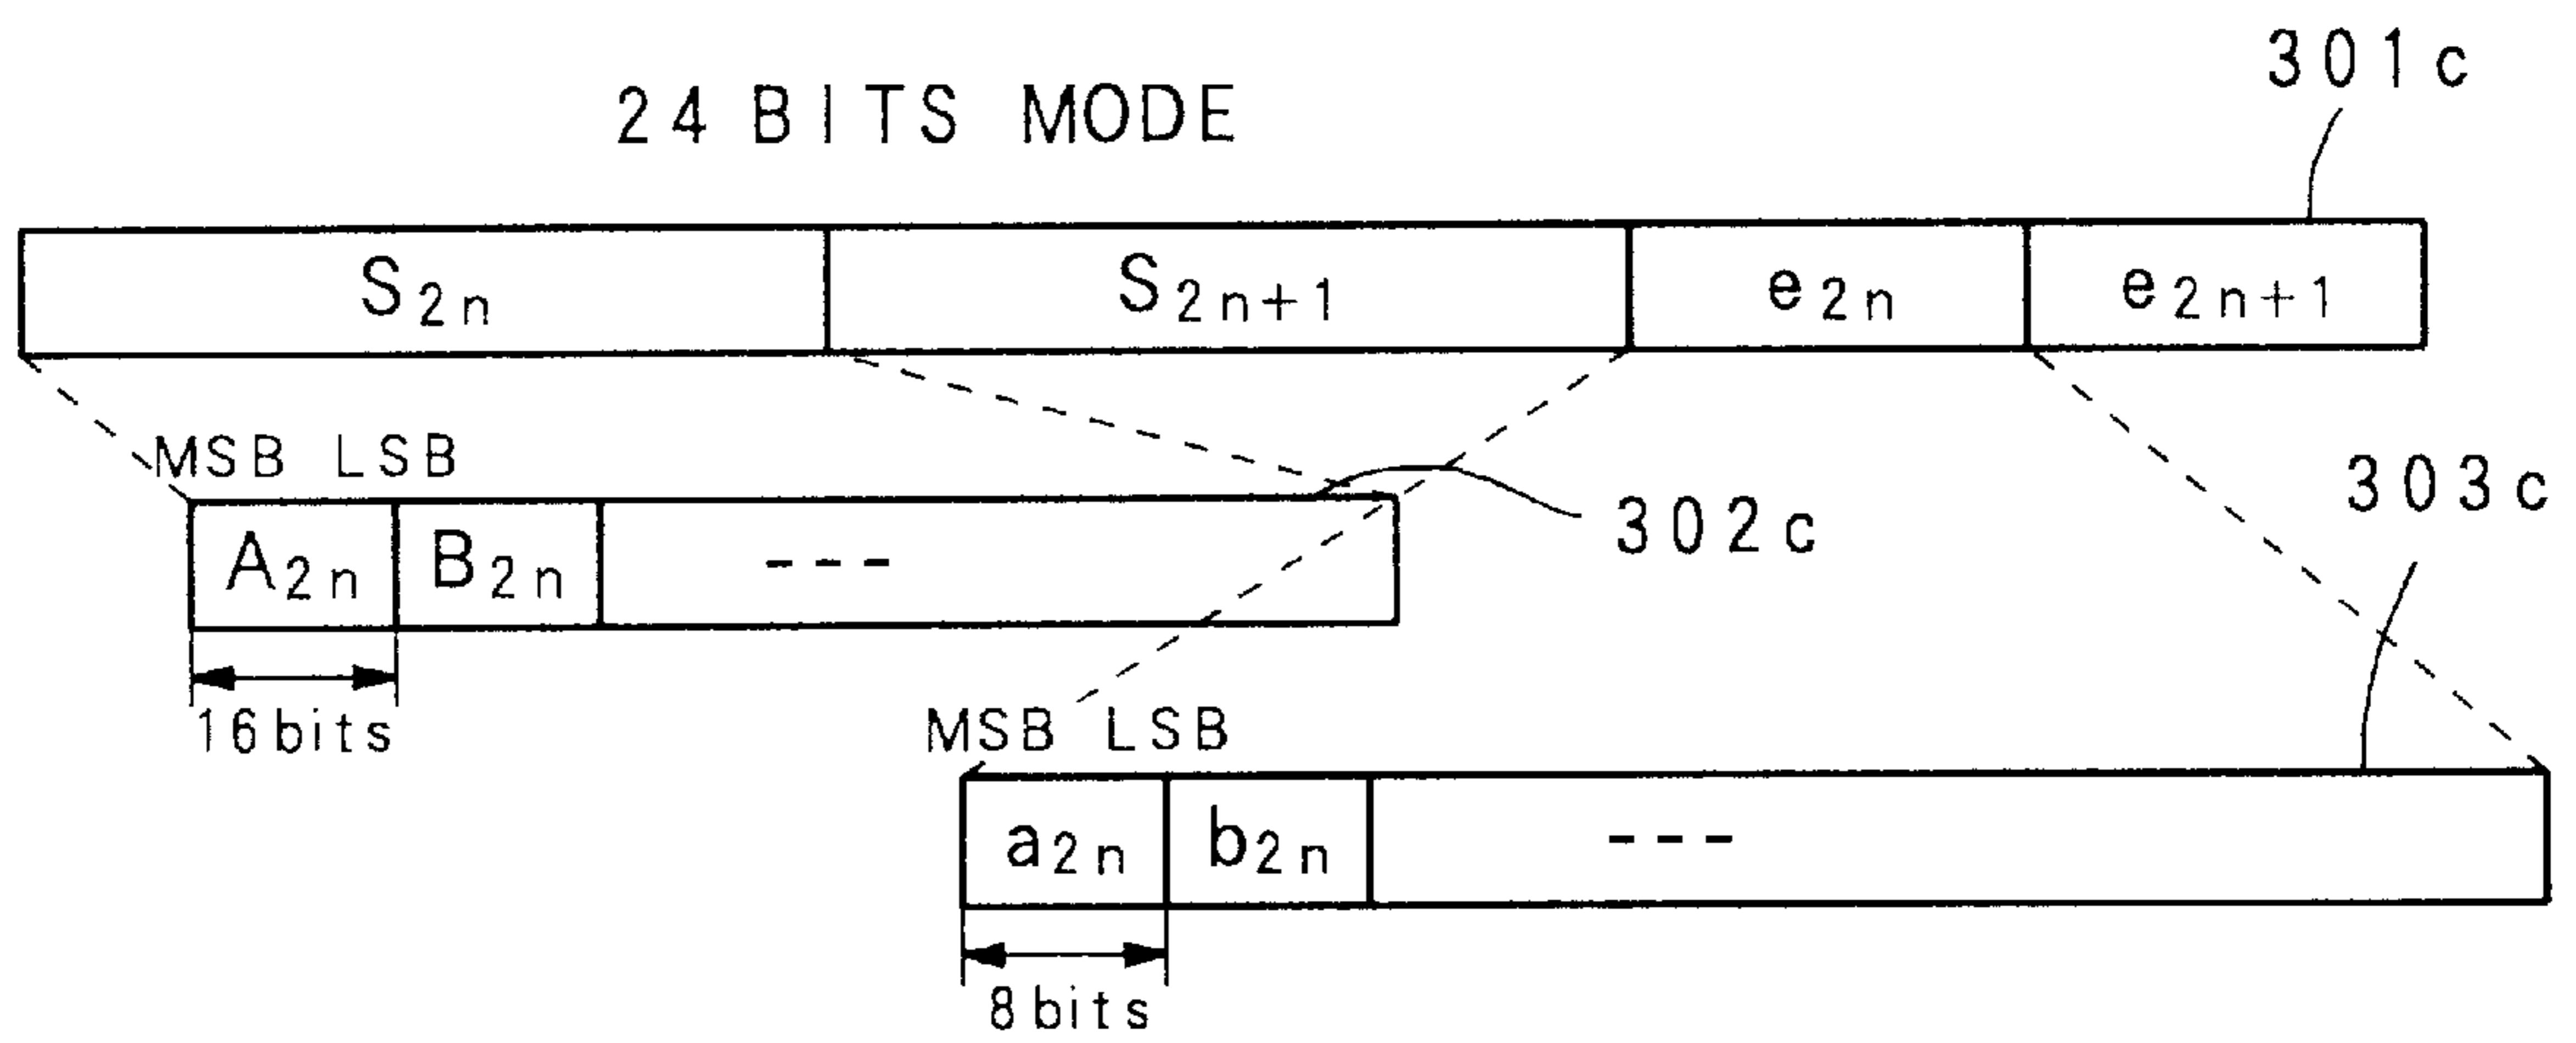 301c
24 BITS MODE
S2n S2n+1 e2n e2n+1
MSB LSB
303c
302c
A2n B2n ---
16bits
MSB LSB
a2n b2n ---
8bits